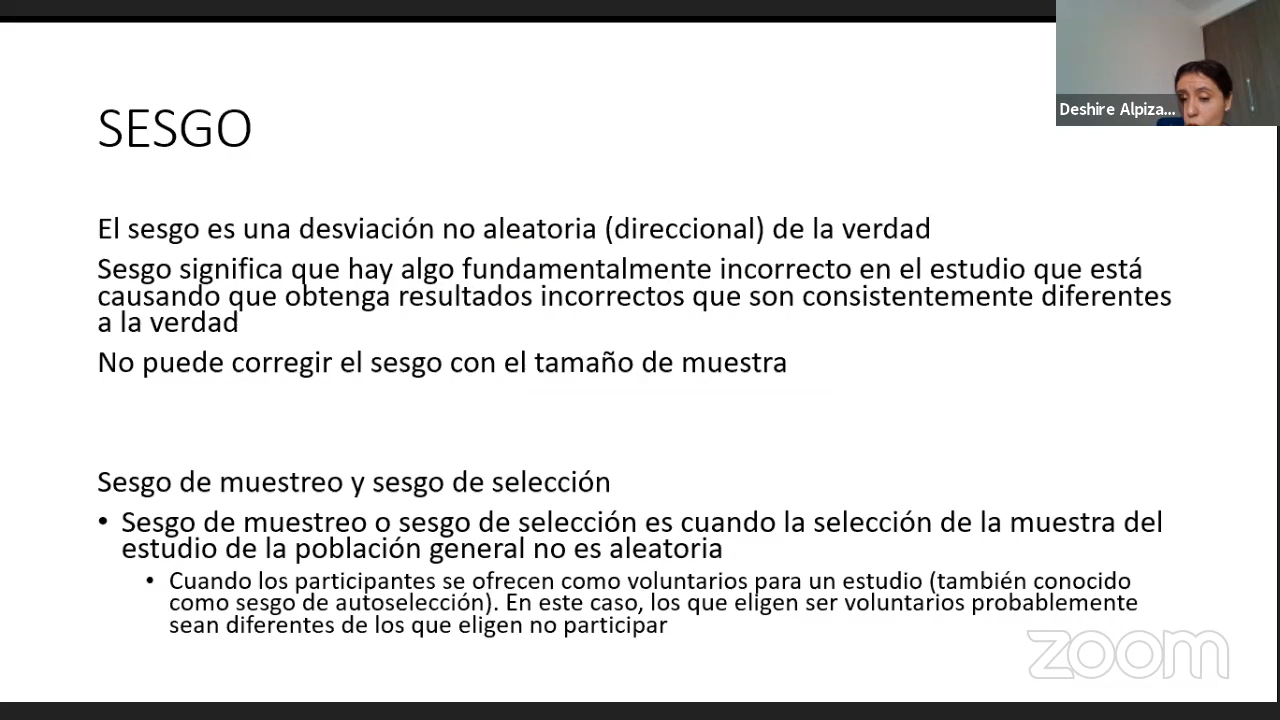 Deshire Alpiza...
SESGO
El sesgo es una desviación no aleatoria (direccional) de la verdad
Sesgo significa que hay algo fundamentalmente incorrecto en el estudio que está
causando que obtenga resultados incorrectos que son consistentemente diferentes
a la verdad
No puede corregir el sesgo con el tamaño de muestra
Sesgo de muestreo y sesgo de selección
• Sesgo de muestreo o sesgo de selección es cuando la selección de la muestra del
estudio de la población general no es aleatoria
• Cuando los participantes se ofrecen como voluntarios para un estudio (también conocido
como sesgo de autoselección). En este caso, los que eligen ser voluntarios probablemente
sean diferentes de los que eligen no participar
zoom